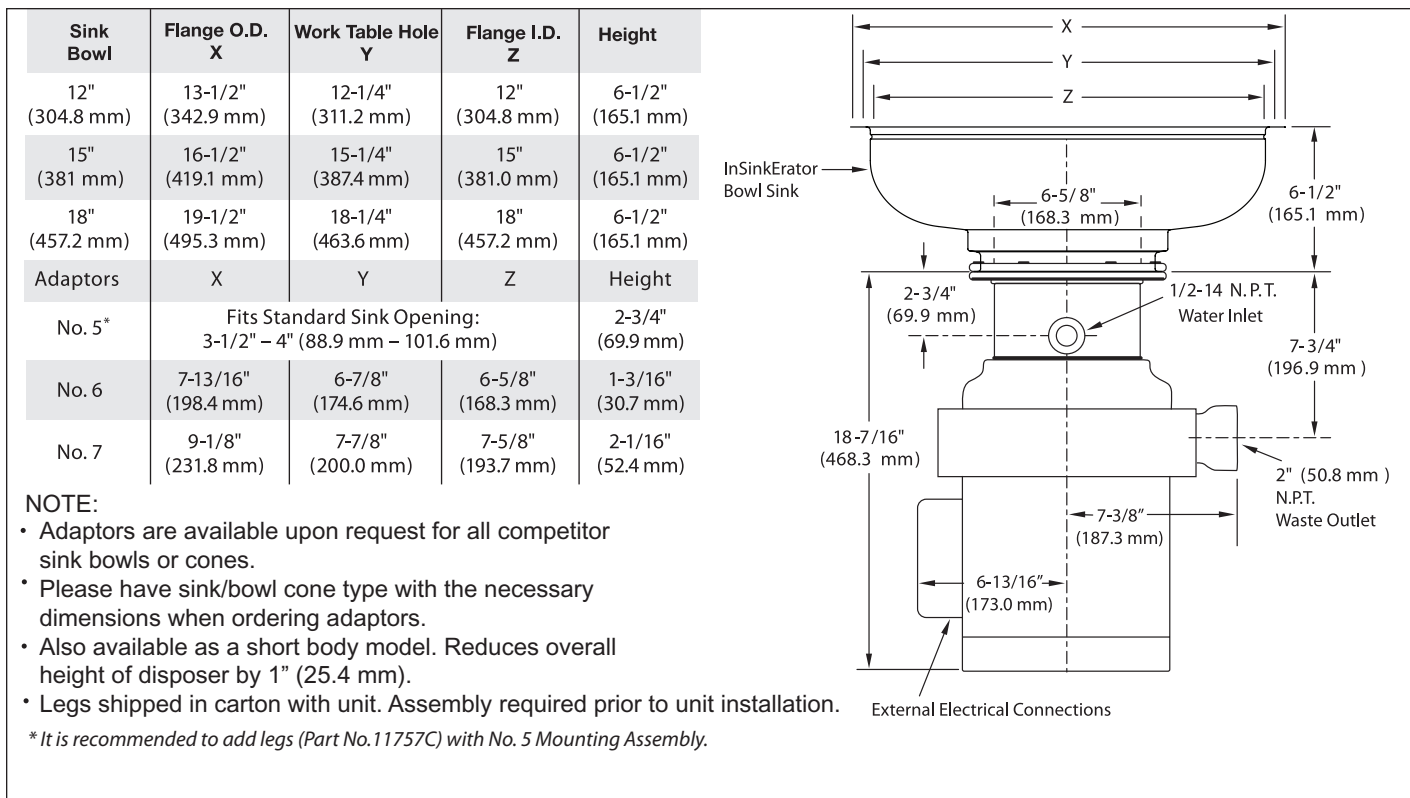 Sink Bowl Flange O.D. X Work Table Hole Y Flange I.D. Z Height
12" 13-1/2" 12-1/4" 12" 6-1/2"
(304.8 mm) (342.9 mm) (311.2 mm) (304.8 mm) (165.1 mm)
15" 16-1/2" 15-1/4" 15" 6-1/2"
(381 mm) (419.1 mm) (387.4 mm) (381.0 mm) (165.1 mm)
18" 19-1/2" 18-1/4" 18" 6-1/2"
(457.2 mm) (495.3 mm) (463.6 mm) (457.2 mm) (165.1 mm)
Adaptors X Y Z Height
No. 5* Fits Standard Sink Opening: 2-3/4"
3-1/2" – 4" (88.9 mm – 101.6 mm) (69.9 mm)
No. 6 7-13/16" 6-7/8" 6-5/8" 1-3/16"
(198.4 mm) (174.6 mm) (168.3 mm) (30.7 mm)
No. 7 9-1/8" 7-7/8" 7-5/8" 2-1/16"
(231.8 mm) (200.0 mm) (193.7 mm) (52.4 mm)
NOTE:
• Adaptors are available upon request for all competitor
sink bowls or cones.
• Please have sink/bowl cone type with the necessary
dimensions when ordering adaptors.
• Also available as a short body model. Reduces overall
height of disposer by 1” (25.4 mm).
• Legs shipped in carton with unit. Assembly required prior to unit installation.
* It is recommended to add legs (Part No.11757C) with No. 5 Mounting Assembly.
X
Y
Z
InSinkErator
Bowl Sink
6-5/8"
(168.3 mm)
6-1/2"
(165.1 mm)
2-3/4"
(69.9 mm)
1/2-14 N.P.T.
Water Inlet
7-3/4"
(196.9 mm)
18-7/16"
(468.3 mm)
2" (50.8 mm)
N.P.T.
Waste Outlet
7-3/8"
(187.3 mm)
6-13/16"
(173.0 mm)
External Electrical Connections